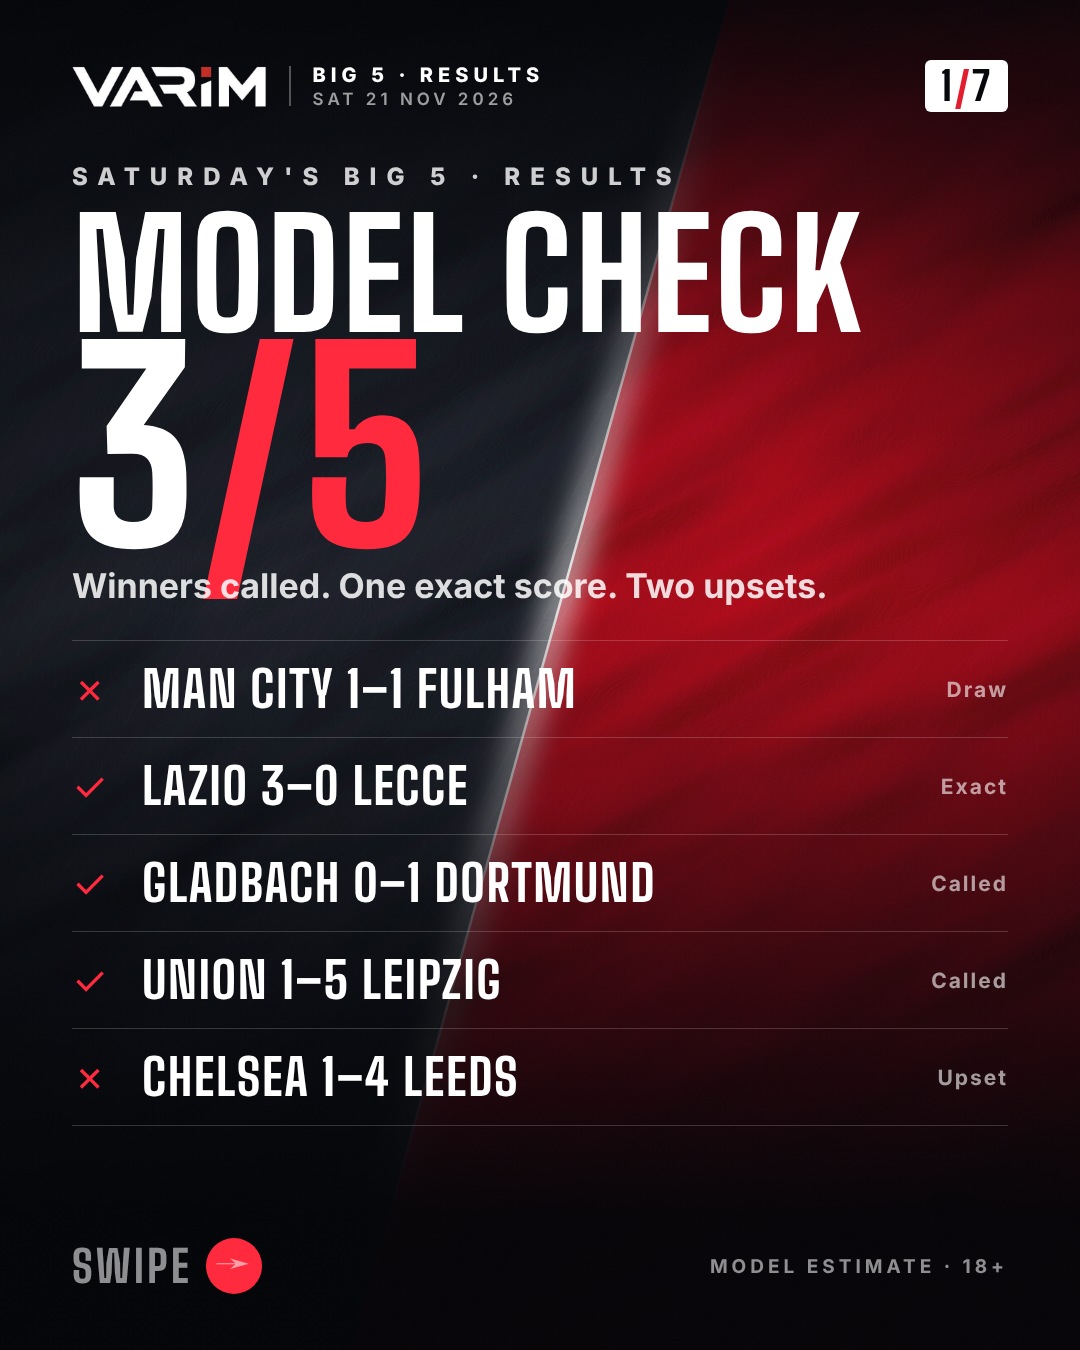 VARiM
BIG 5 · RESULTS
SAT 21 NOV 2026
1/7
SATURDAY'S BIG 5 · RESULTS
MODEL CHECK
3/5
Winners called. One exact score. Two upsets.
MAN CITY 1–1 FULHAM Draw
LAZIO 3–0 LECCE Exact
GLADBACH 0–1 DORTMUND Called
UNION 1–5 LEIPZIG Called
CHELSEA 1–4 LEEDS Upset
SWIPE
MODEL ESTIMATE · 18+